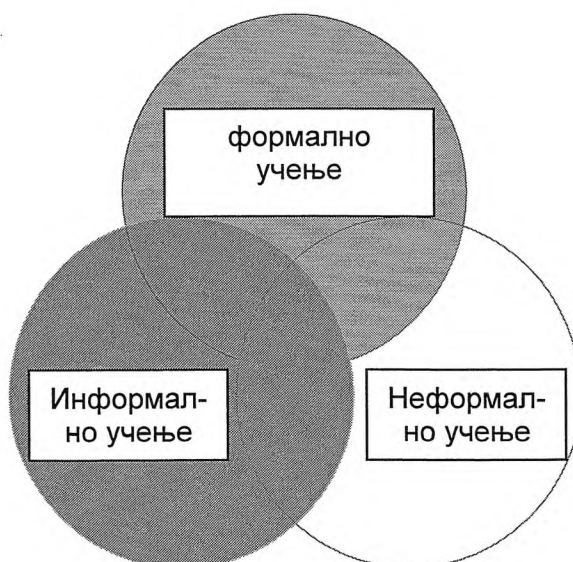 формално
учење
Информал-
но учење
Неформал-
но учење